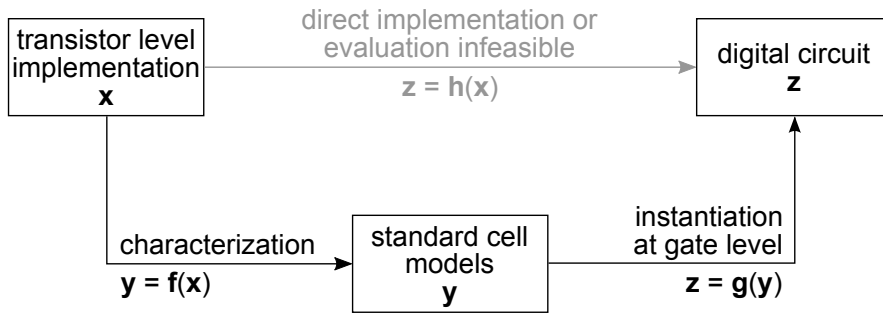 transistor level
implementation
x
direct implementation or
evaluation infeasible
z = h(x)
digital circuit
z
characterization
y = f(x)
standard cell
models
y
instantiation
at gate level
z = g(y)